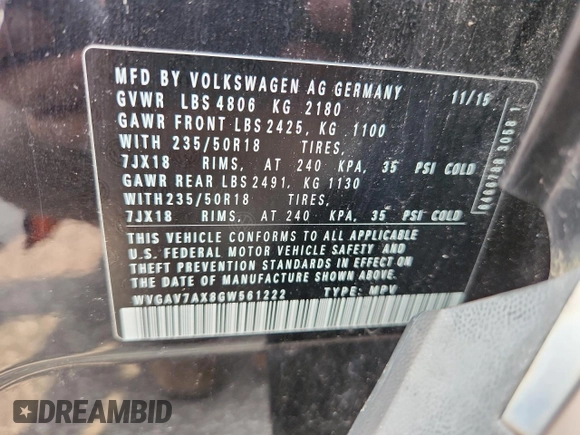 MFD BY VOLKSWAGEN AG GERMANY
11/15
GVWR LBS 4806 KG 2180
GAWR FRONT LBS 2425, KG 1100
WITH 235/50R18 TIRES,
7JX18 RIMS, AT 240 KPA, 35 PSI COLD
GAWR REAR LBS 2491, KG 1130
WITH235/50R18 TIRES,
7JX18 RIMS, AT 240 KPA, 35 PSI COLD
THIS VEHICLE CONFORMS TO ALL APPLICABLE
U.S. FEDERAL MOTOR VEHICLE SAFETY AND
THEFT PREVENTION STANDARDS IN EFFECT ON
THE DATE OF MANUFACTURE SHOWN ABOVE.
WVGAV7AX8GW561222 TYPE: MPV
DREAMBID